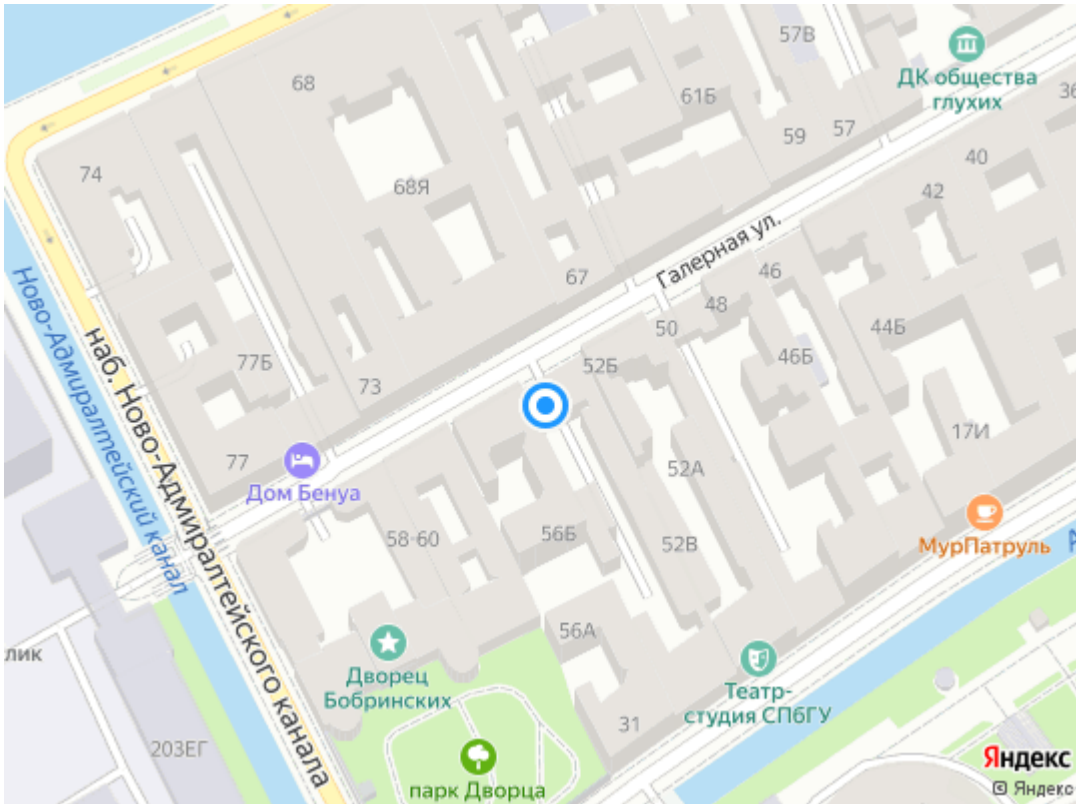 57В
ДК общества
глухих
68
61Б
36
59
57
40
74
68Я
42
Галерная ул.
67
46
48
44Б
50
Ново-Адмиралтейский канал
наб. Ново-Адмиралтейского канала
77Б
73
52Б
46Б
17И
77
Дом Бенуа
52А
58-60
56Б
52В
МурПатруль
лик
56А
Дворец
Бобринских
Театр-
студия СПбГУ
31
203ЕГ
парк Дворца
Яндекс
© Яндекс